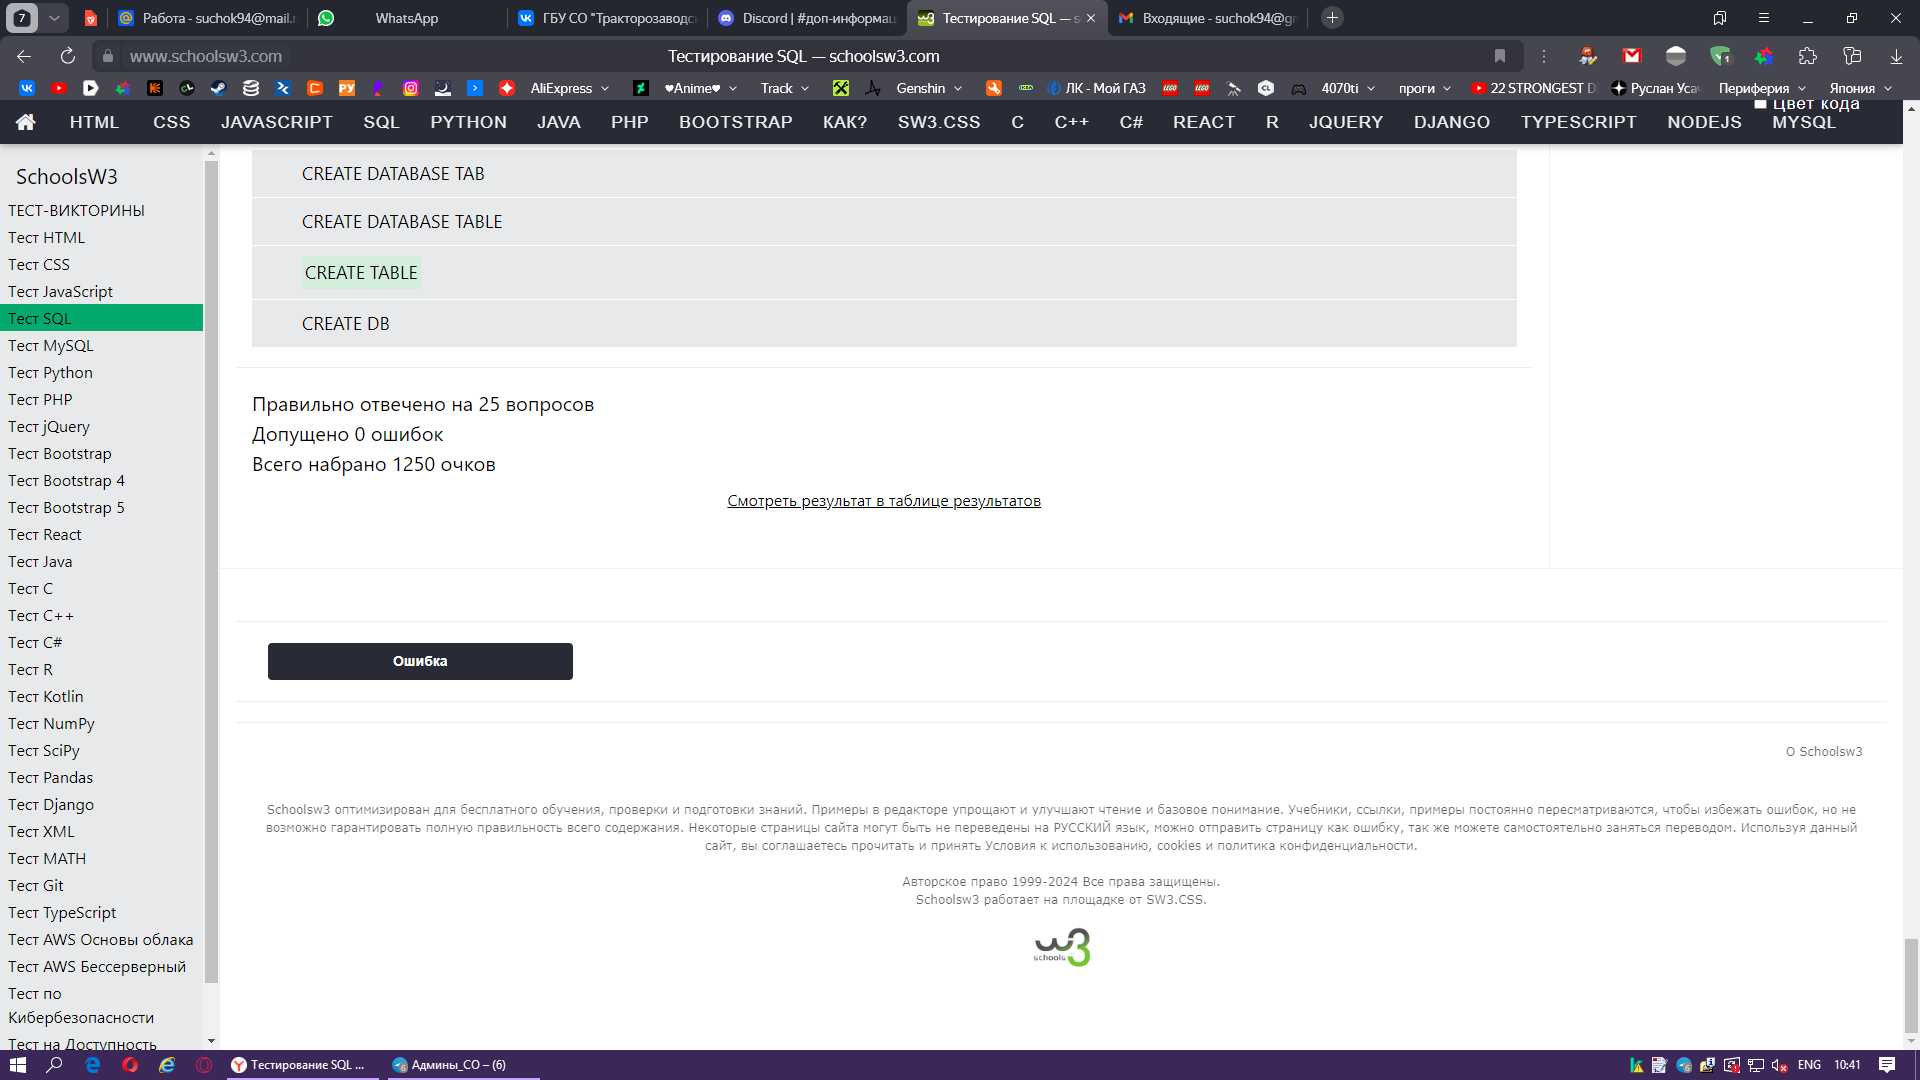 7
Работа - suchok94@mail.r
WhatsApp
ГБУ СО "Тракторозаводс
Discord | #доп-информац
Тестирование SQL — s
Входящие - suchok94@gm
www.schoolsw3.com
Тестирование SQL — schoolsw3.com
1
AliExpress
♥Anime♥
Track
Genshin
ЛК - Мой ГАЗ
4070ti
проги
22 STRONGEST D
Руслан Усач
Периферия
Япония
Цвет кода
HTML
CSS
JAVASCRIPT
SQL
PYTHON
JAVA
PHP
BOOTSTRAP
КАК?
SW3.CSS
C
C++
C#
REACT
R
JQUERY
DJANGO
TYPESCRIPT
NODEJS
MYSQL
SchoolsW3
ТЕСТ-ВИКТОРИНЫ
Тест HTML
Тест CSS
Тест JavaScript
Тест SQL
Тест MySQL
Тест Python
Тест PHP
Тест jQuery
Тест Bootstrap
Тест Bootstrap 4
Тест Bootstrap 5
Тест React
Тест Java
Тест C
Тест C++
Тест C#
Тест R
Тест Kotlin
Тест NumPy
Тест SciPy
Тест Pandas
Тест Django
Тест XML
Тест MATH
Тест Git
Тест TypeScript
Тест AWS Основы облака
Тест AWS Бессерверный
Тест по
Кибербезопасности
Тест на Доступность
CREATE DATABASE TAB
CREATE DATABASE TABLE
CREATE TABLE
CREATE DB
Правильно отвечено на 25 вопросов
Допущено 0 ошибок
Всего набрано 1250 очков
Смотреть результат в таблице результатов
Ошибка
О Schoolsw3
Schoolsw3 оптимизирован для бесплатного обучения, проверки и подготовки знаний. Примеры в редакторе упрощают и улучшают чтение и базовое понимание. Учебники, ссылки, примеры постоянно пересматриваются, чтобы избежать ошибок, но не
возможно гарантировать полную правильность всего содержания. Некоторые страницы сайта могут быть не переведены на РУССКИЙ язык, можно отправить страницу как ошибку, так же можете самостоятельно заняться переводом. Используя данный
сайт, вы соглашаетесь прочитать и принять Условия к использованию, cookies и политика конфиденциальности.
Авторское право 1999-2024 Все права защищены.
Schoolsw3 работает на площадке от SW3.CSS.
w3
schools
Тестирование SQL ...
Админы_СО – (6)
ENG
10:41